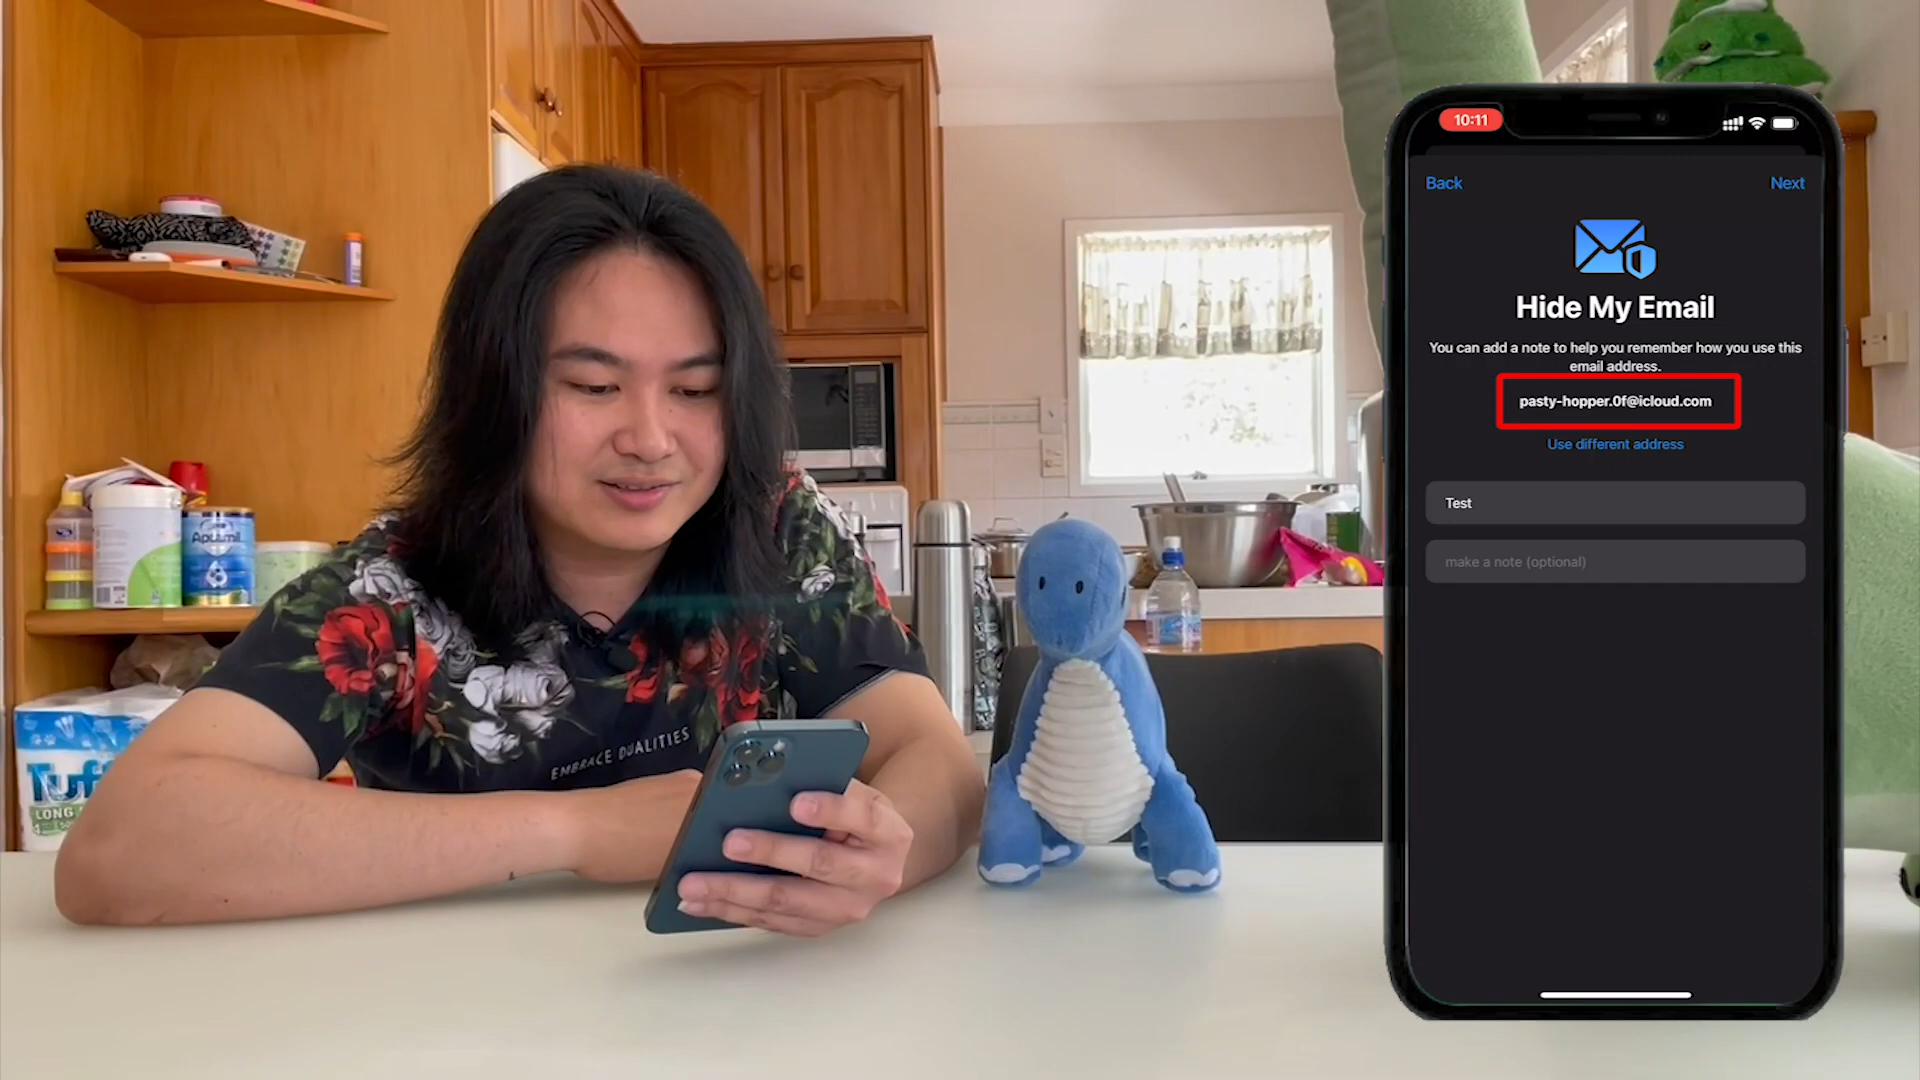 10:11
Back
Next
Hide My Email
You can add a note to help you remember how you use this
email address.
pasty-hopper.0f@icloud.com
Use different address
Test
make a note (optional)
EMBRACE DUALITIES
Aptamil
LONG